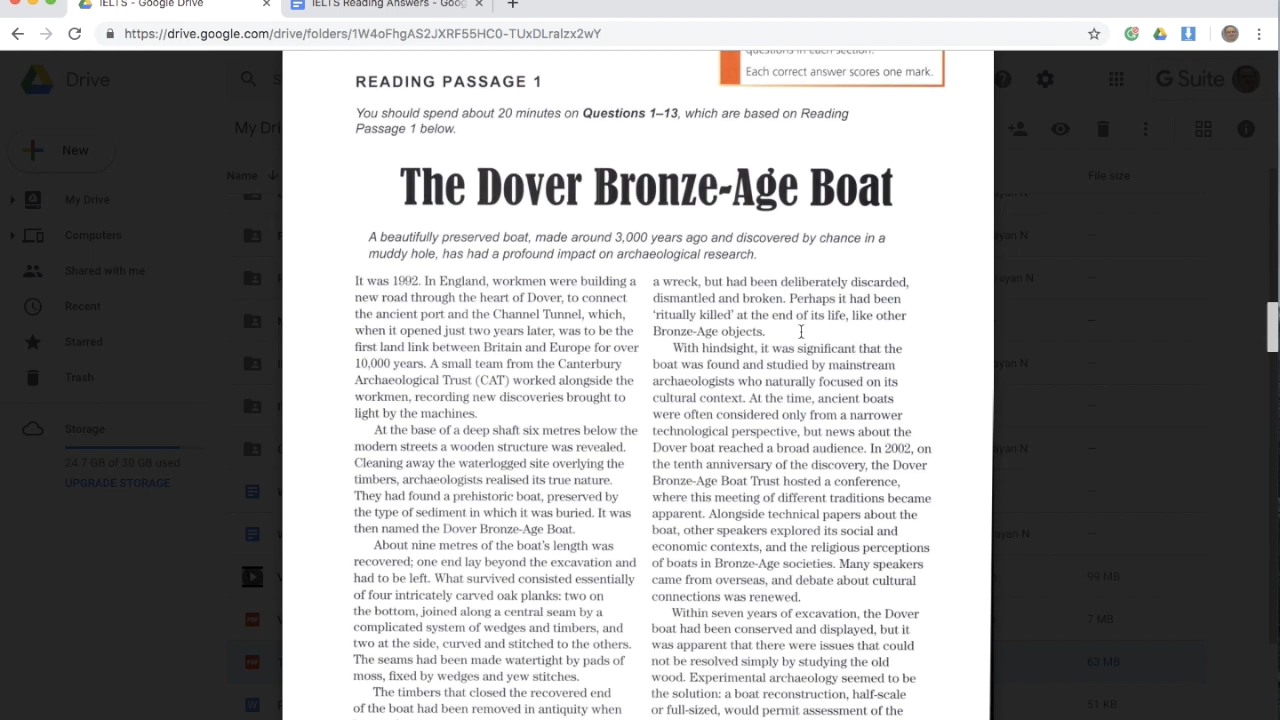 IELTS - Google Drive
IELTS Reading Answers - Goog
https://drive.google.com/drive/folders/1W4oFhgAS2JXRF55HC0-TUxDLraIzx2wY
Drive
G Suite
My Dri
New
Name
File size
My Drive
Computers
Shared with me
Recent
Starred
Trash
Storage
24.7 GB of 30 GB used
UPGRADE STORAGE
99 MB
7 MB
63 MB
51 KB
questions in each section.
Each correct answer scores one mark.
READING PASSAGE 1
You should spend about 20 minutes on Questions 1–13, which are based on Reading
Passage 1 below.
The Dover Bronze-Age Boat
A beautifully preserved boat, made around 3,000 years ago and discovered by chance in a
muddy hole, has had a profound impact on archaeological research.
It was 1992. In England, workmen were building a
new road through the heart of Dover, to connect
the ancient port and the Channel Tunnel, which,
when it opened just two years later, was to be the
first land link between Britain and Europe for over
10,000 years. A small team from the Canterbury
Archaeological Trust (CAT) worked alongside the
workmen, recording new discoveries brought to
light by the machines.
At the base of a deep shaft six metres below the
modern streets a wooden structure was revealed.
Cleaning away the waterlogged site overlying the
timbers, archaeologists realised its true nature.
They had found a prehistoric boat, preserved by
the type of sediment in which it was buried. It was
then named the Dover Bronze-Age Boat.
About nine metres of the boat's length was
recovered; one end lay beyond the excavation and
had to be left. What survived consisted essentially
of four intricately carved oak planks: two on
the bottom, joined along a central seam by a
complicated system of wedges and timbers, and
two at the side, curved and stitched to the others.
The seams had been made watertight by pads of
moss, fixed by wedges and yew stitches.
The timbers that closed the recovered end
of the boat had been removed in antiquity when
a wreck, but had been deliberately discarded,
dismantled and broken. Perhaps it had been
'ritually killed' at the end of its life, like other
Bronze-Age objects.
With hindsight, it was significant that the
boat was found and studied by mainstream
archaeologists who naturally focused on its
cultural context. At the time, ancient boats
were often considered only from a narrower
technological perspective, but news about the
Dover boat reached a broad audience. In 2002, on
the tenth anniversary of the discovery, the Dover
Bronze-Age Boat Trust hosted a conference,
where this meeting of different traditions became
apparent. Alongside technical papers about the
boat, other speakers explored its social and
economic contexts, and the religious perceptions
of boats in Bronze-Age societies. Many speakers
came from overseas, and debate about cultural
connections was renewed.
Within seven years of excavation, the Dover
boat had been conserved and displayed, but it
was apparent that there were issues that could
not be resolved simply by studying the old
wood. Experimental archaeology seemed to be
the solution: a boat reconstruction, half-scale
or full-sized, would permit assessment of the